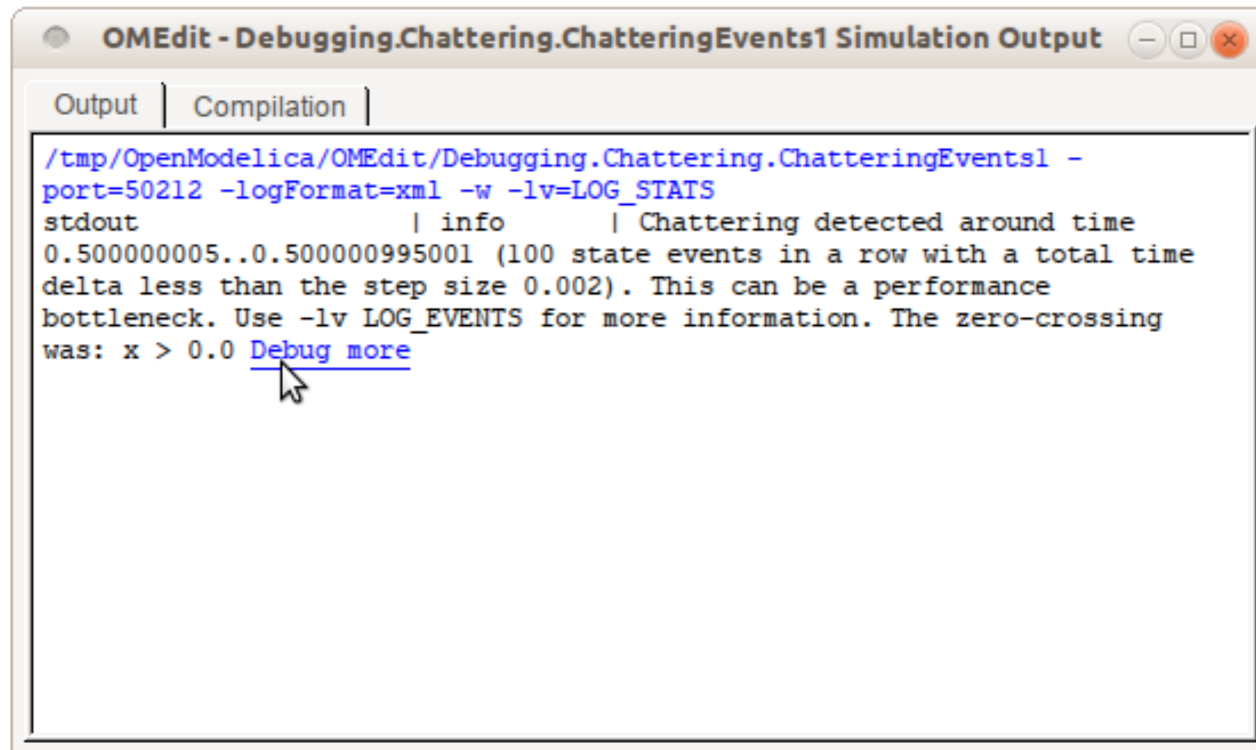 OMEdit - Debugging.Chattering.ChatteringEvents1 Simulation Output
Output
Compilation
/tmp/OpenModelica/OMEdit/Debugging.Chattering.ChatteringEvents1 -
port=50212 -logFormat=xml -w -lv=LOG_STATS
stdout | info | Chattering detected around time
0.500000005..0.500000995001 (100 state events in a row with a total time
delta less than the step size 0.002). This can be a performance
bottleneck. Use -lv LOG_EVENTS for more information. The zero-crossing
was: x > 0.0 Debug more